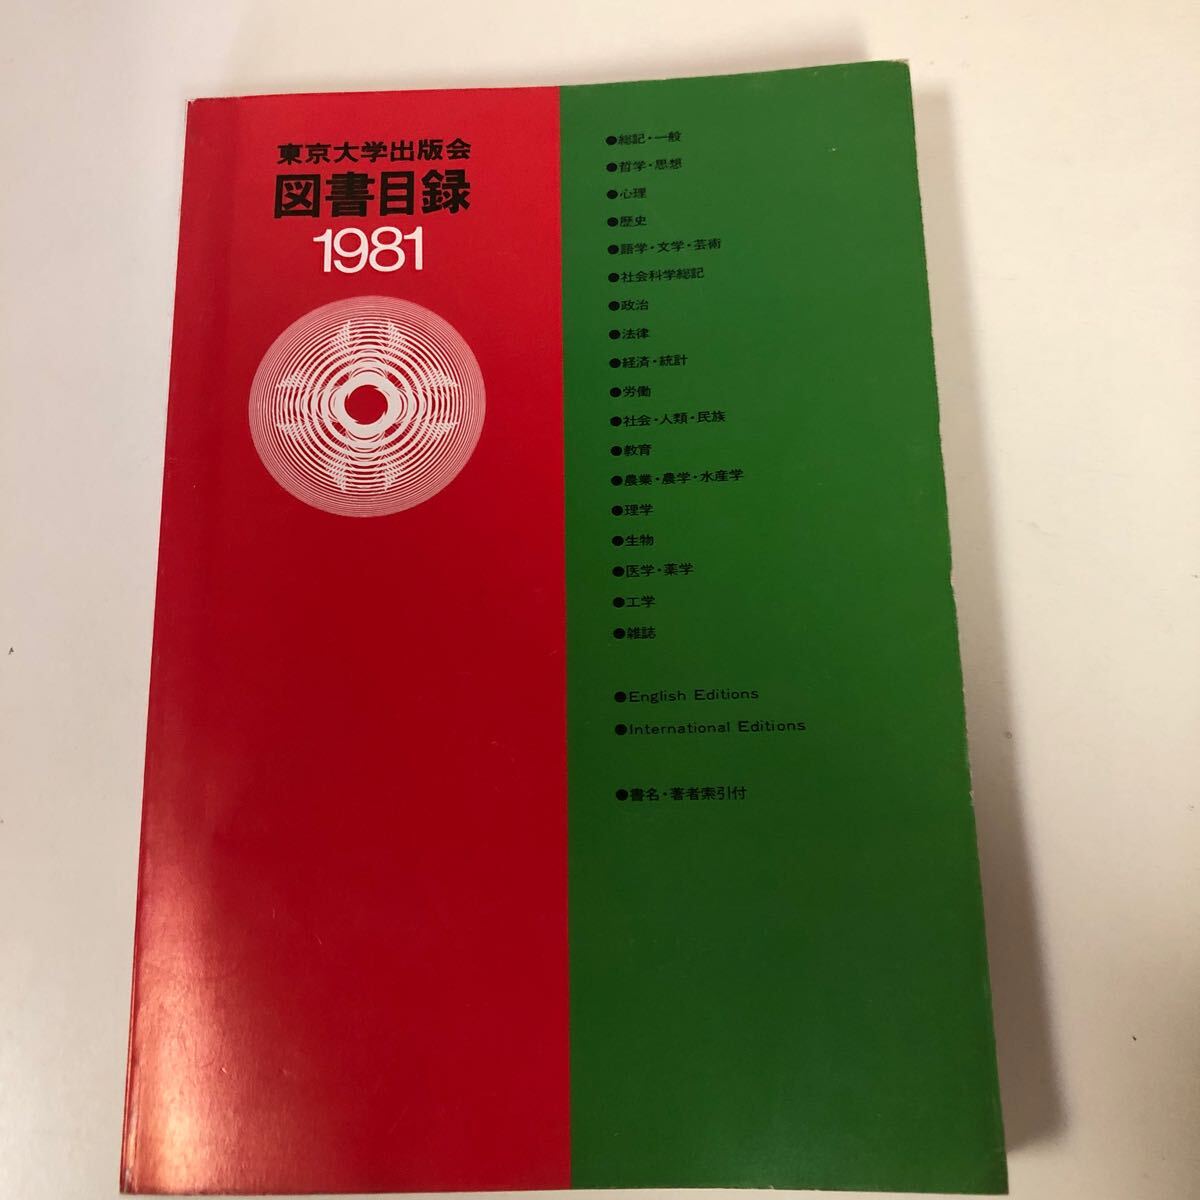 東京大学出版会
図書目録
1981
●総記・一般
●哲学・思想
●心理
●歴史
●語学・文学・芸術
●社会科学総記
●政治
●法律
●経済・統計
●労働
●社会・人類・民族
●教育
●農業・農学・水産学
●理学
●生物
●医学・薬学
●工学
●雑誌
●English Editions
●International Editions
●書名・著者索引付